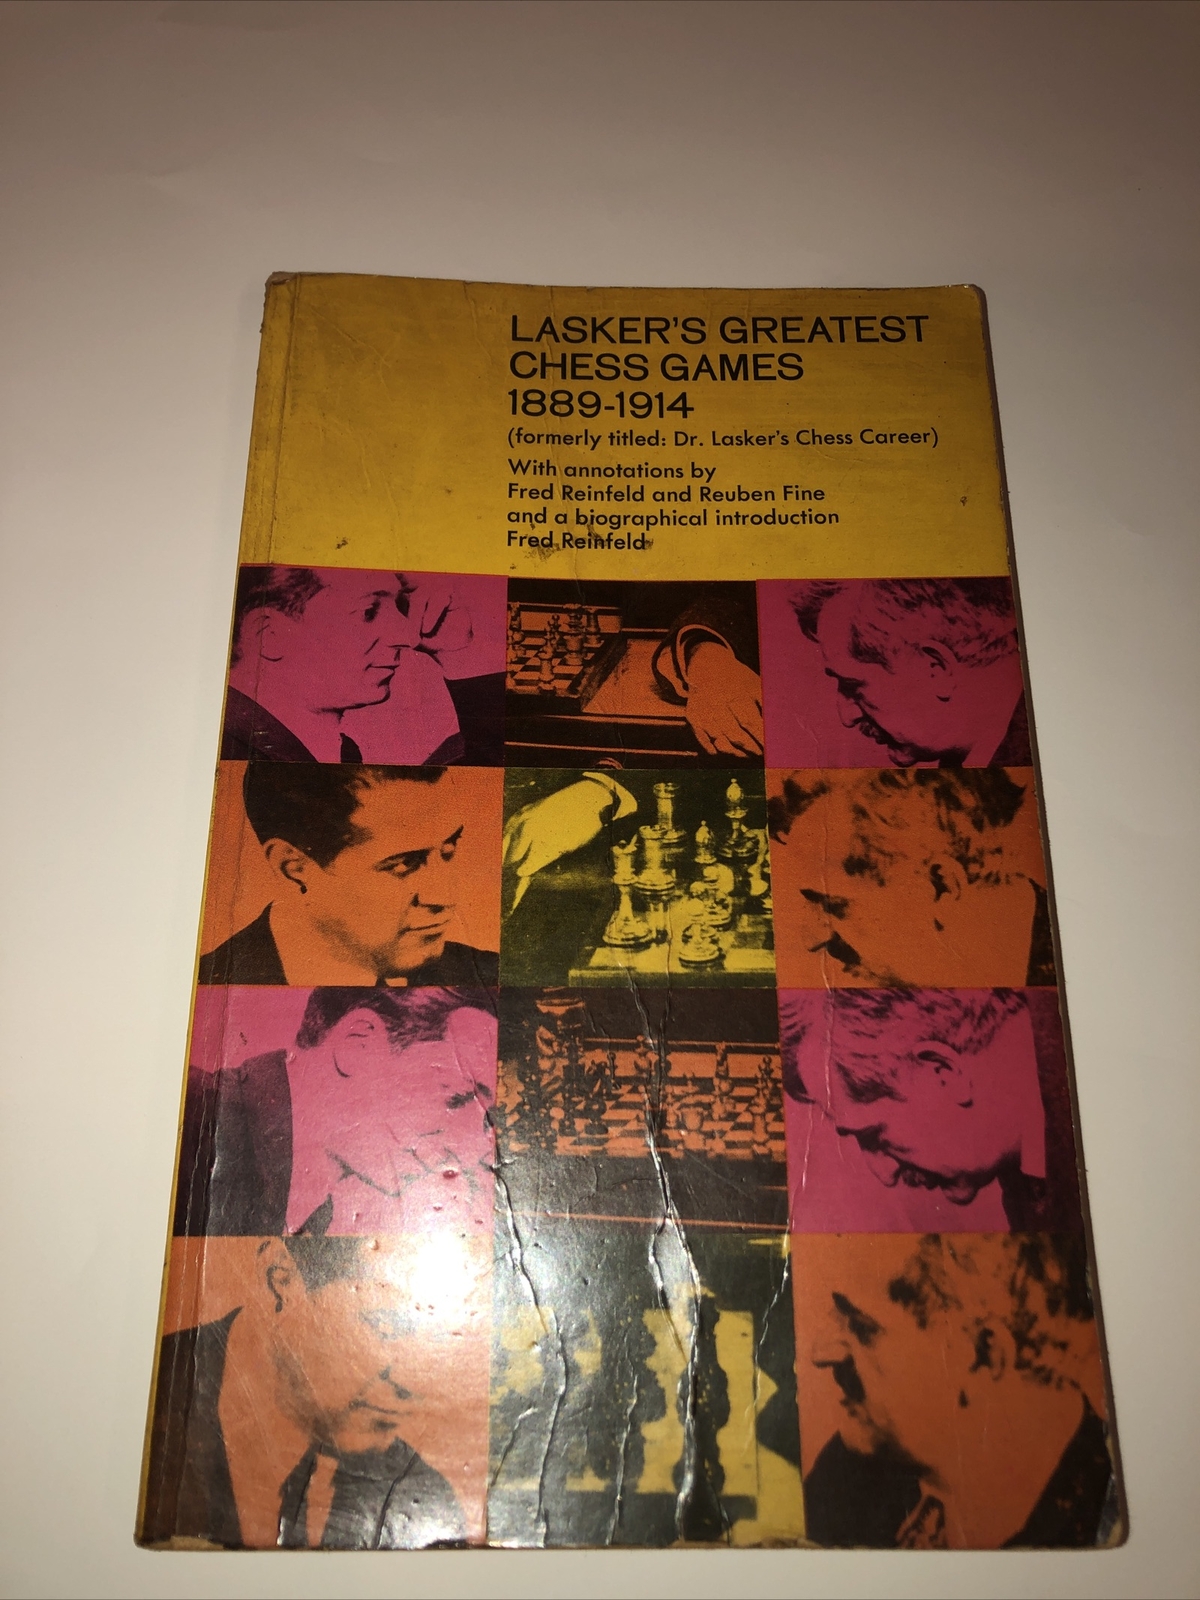 LASKER'S GREATEST
CHESS GAMES
1889-1914
(formerly titled: Dr. Lasker's Chess Career)
With annotations by
Fred Reinfeld and Reuben Fine
and a biographical introduction
Fred Reinfeld